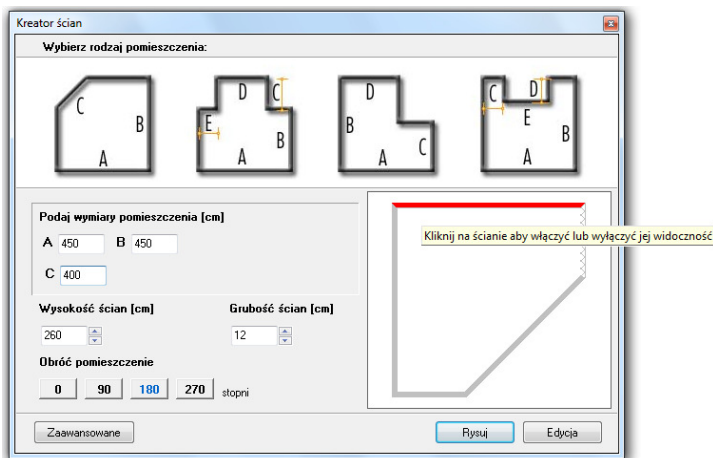 Kreator ścian
Wybierz rodzaj pomieszczenia:
C B A
D C E B A
D B C A
C D E B A
Podaj wymiary pomieszczenia [cm]
A 450 B 450
C 400
Kliknij na ścianie aby włączyć lub wyłączyć jej widoczność
Wysokość ścian [cm] Grubość ścian [cm]
260 12
Obróć pomieszczenie
0 90 180 270 stopni
Zaawansowane Rysuj Edycja